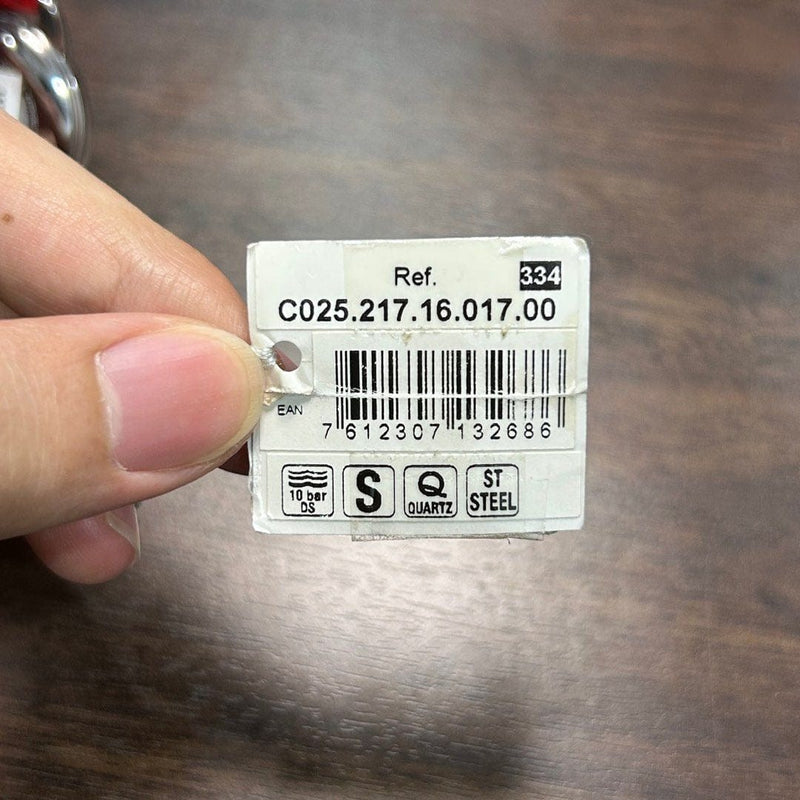 Ref. 334
C025.217.16.017.00
EAN
7 612307 132686
10 bar
DS
S
Q
QUARTZ
ST
STEEL